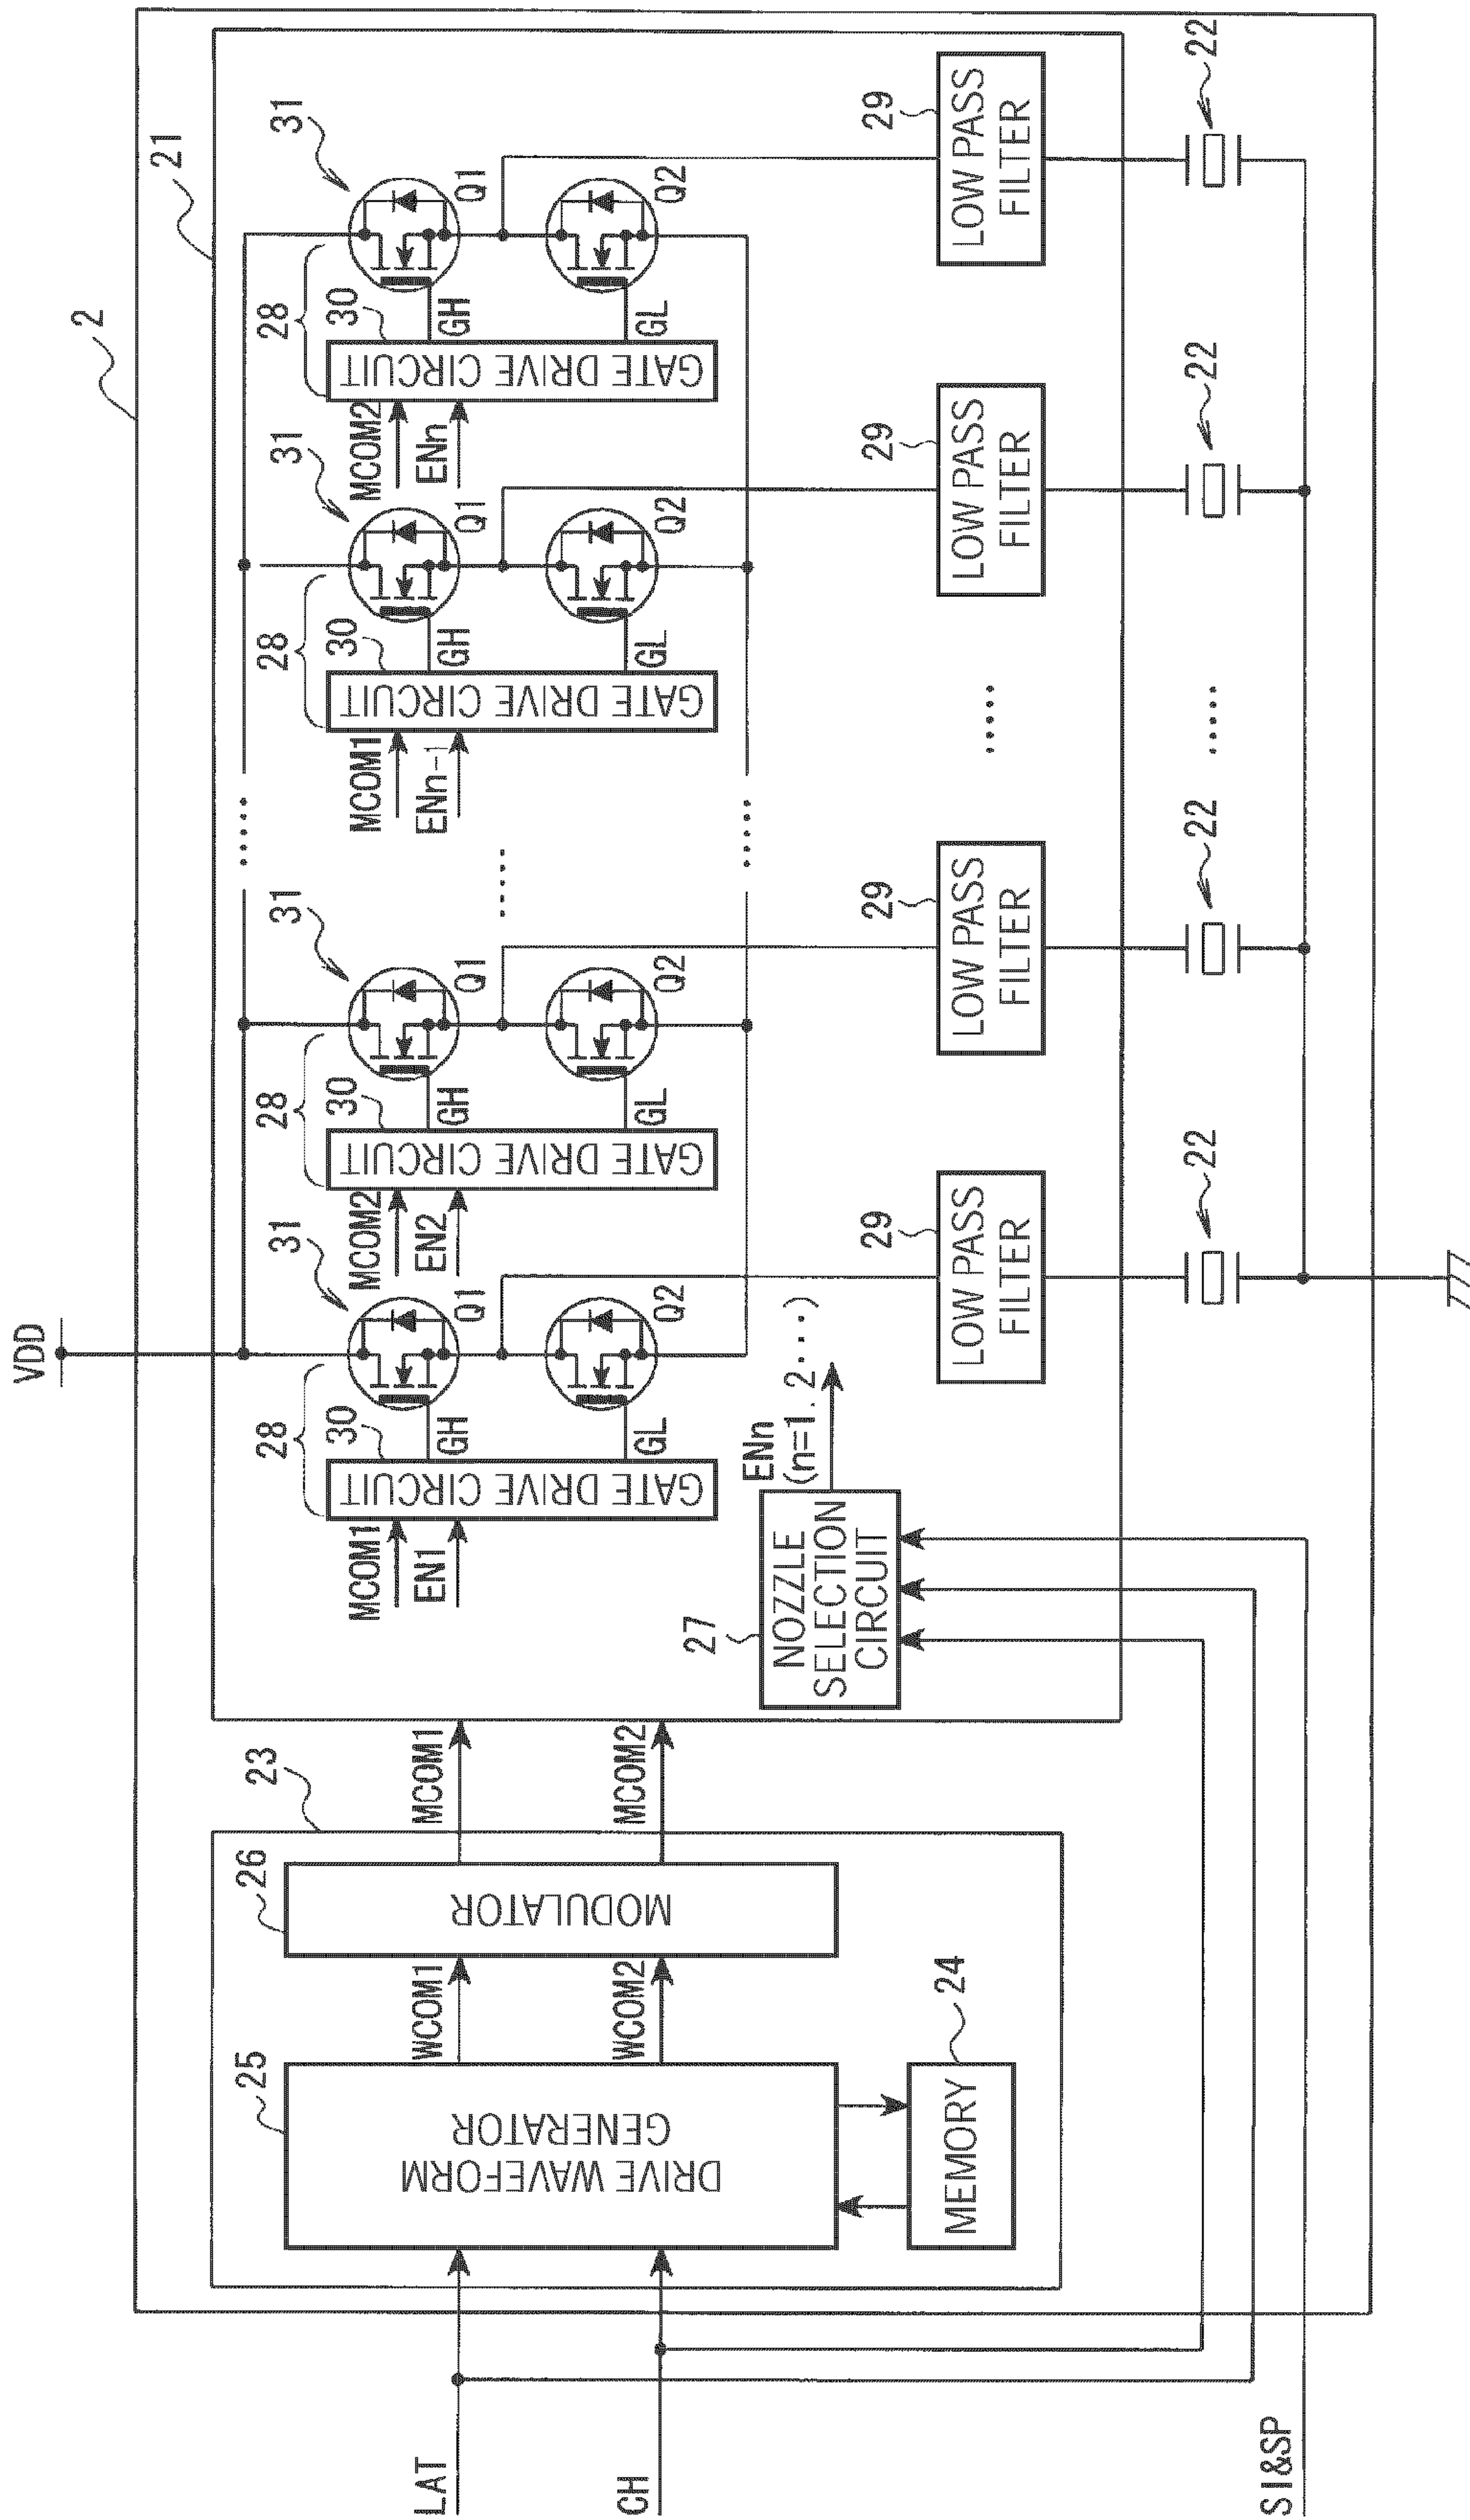 2
21
VDD
28
31
28
31
28
31
28
31
30
30
30
30
MCOM1
EN1
GATE DRIVE CIRCUIT
GH
GL
Q1
Q2
MCOM2
EN2
GATE DRIVE CIRCUIT
GH
GL
Q1
Q2
MCOM1
ENn-1
GATE DRIVE CIRCUIT
GH
GL
Q1
Q2
MCOM2
ENn
GATE DRIVE CIRCUIT
GH
GL
Q1
Q2
.....
.....
.....
23
25
DRIVE WAVEFORM
GENERATOR
26
MODULATOR
WCOM1
WCOM2
MCOM1
MCOM2
24
MEMORY
LAT
CH
SI&SP
27
NOZZLE
SELECTION
CIRCUIT
ENn
(n=1. 2...)
29
LOW PASS
FILTER
29
LOW PASS
FILTER
.....
29
LOW PASS
FILTER
29
LOW PASS
FILTER
22
22
.....
22
22